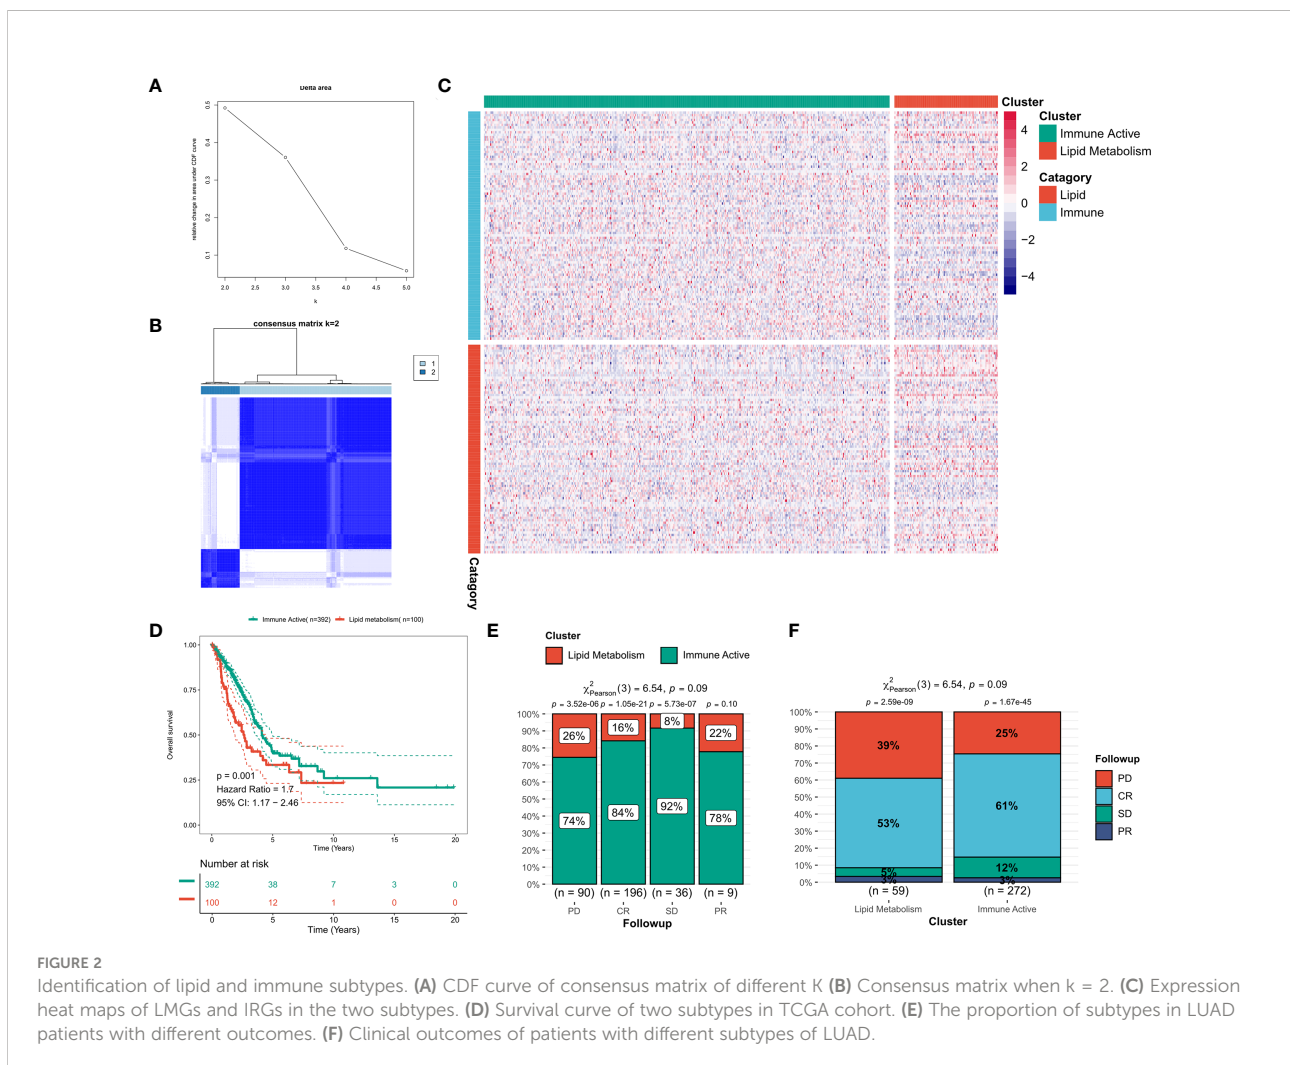 A
Delta area
relative change in area under CDF curve
0.5
0.4
0.3
0.2
0.1
2.0 2.5 3.0 3.5 4.0 4.5 5.0
k
B
consensus matrix k=2
1
2
C
Cluster
4
2
0
−2
−4
Cluster
Immune Active
Lipid Metabolism
Catagory
Lipid
Immune
Catagory
D
Immune Active( n=392) Lipid metabolism( n=100)
Overall survival
1.00
0.75
0.50
0.25
0.00
p = 0.001
Hazard Ratio = 1.7
95% CI: 1.17 − 2.46
0 5 10 15 20
Time (Years)
Number at risk
392 38 7 3 0
100 12 1 0 0
0 5 10 15 20
Time (Years)
E
Cluster
Lipid Metabolism Immune Active
χ²Pearson(3) = 6.54, p = 0.09
p = 3.52e-06 p = 1.05e-21 p = 5.73e-07 p = 0.10
100%
90%
80%
70%
60%
50%
40%
30%
20%
10%
0%
26% 16% 8% 22%
74% 84% 92% 78%
(n = 90) (n = 196) (n = 36) (n = 9)
PD CR SD PR
Followup
F
χ²Pearson(3) = 6.54, p = 0.09
p = 2.59e-09 p = 1.67e-45
100%
90%
80%
70%
60%
50%
40%
30%
20%
10%
0%
39% 25%
53% 61%
5% 12%
3% 3%
(n = 59) (n = 272)
Lipid Metabolism Immune Active
Cluster
Followup
PD
CR
SD
PR
FIGURE 2
Identification of lipid and immune subtypes. (A) CDF curve of consensus matrix of different K (B) Consensus matrix when k = 2. (C) Expression
heat maps of LMGs and IRGs in the two subtypes. (D) Survival curve of two subtypes in TCGA cohort. (E) The proportion of subtypes in LUAD
patients with different outcomes. (F) Clinical outcomes of patients with different subtypes of LUAD.